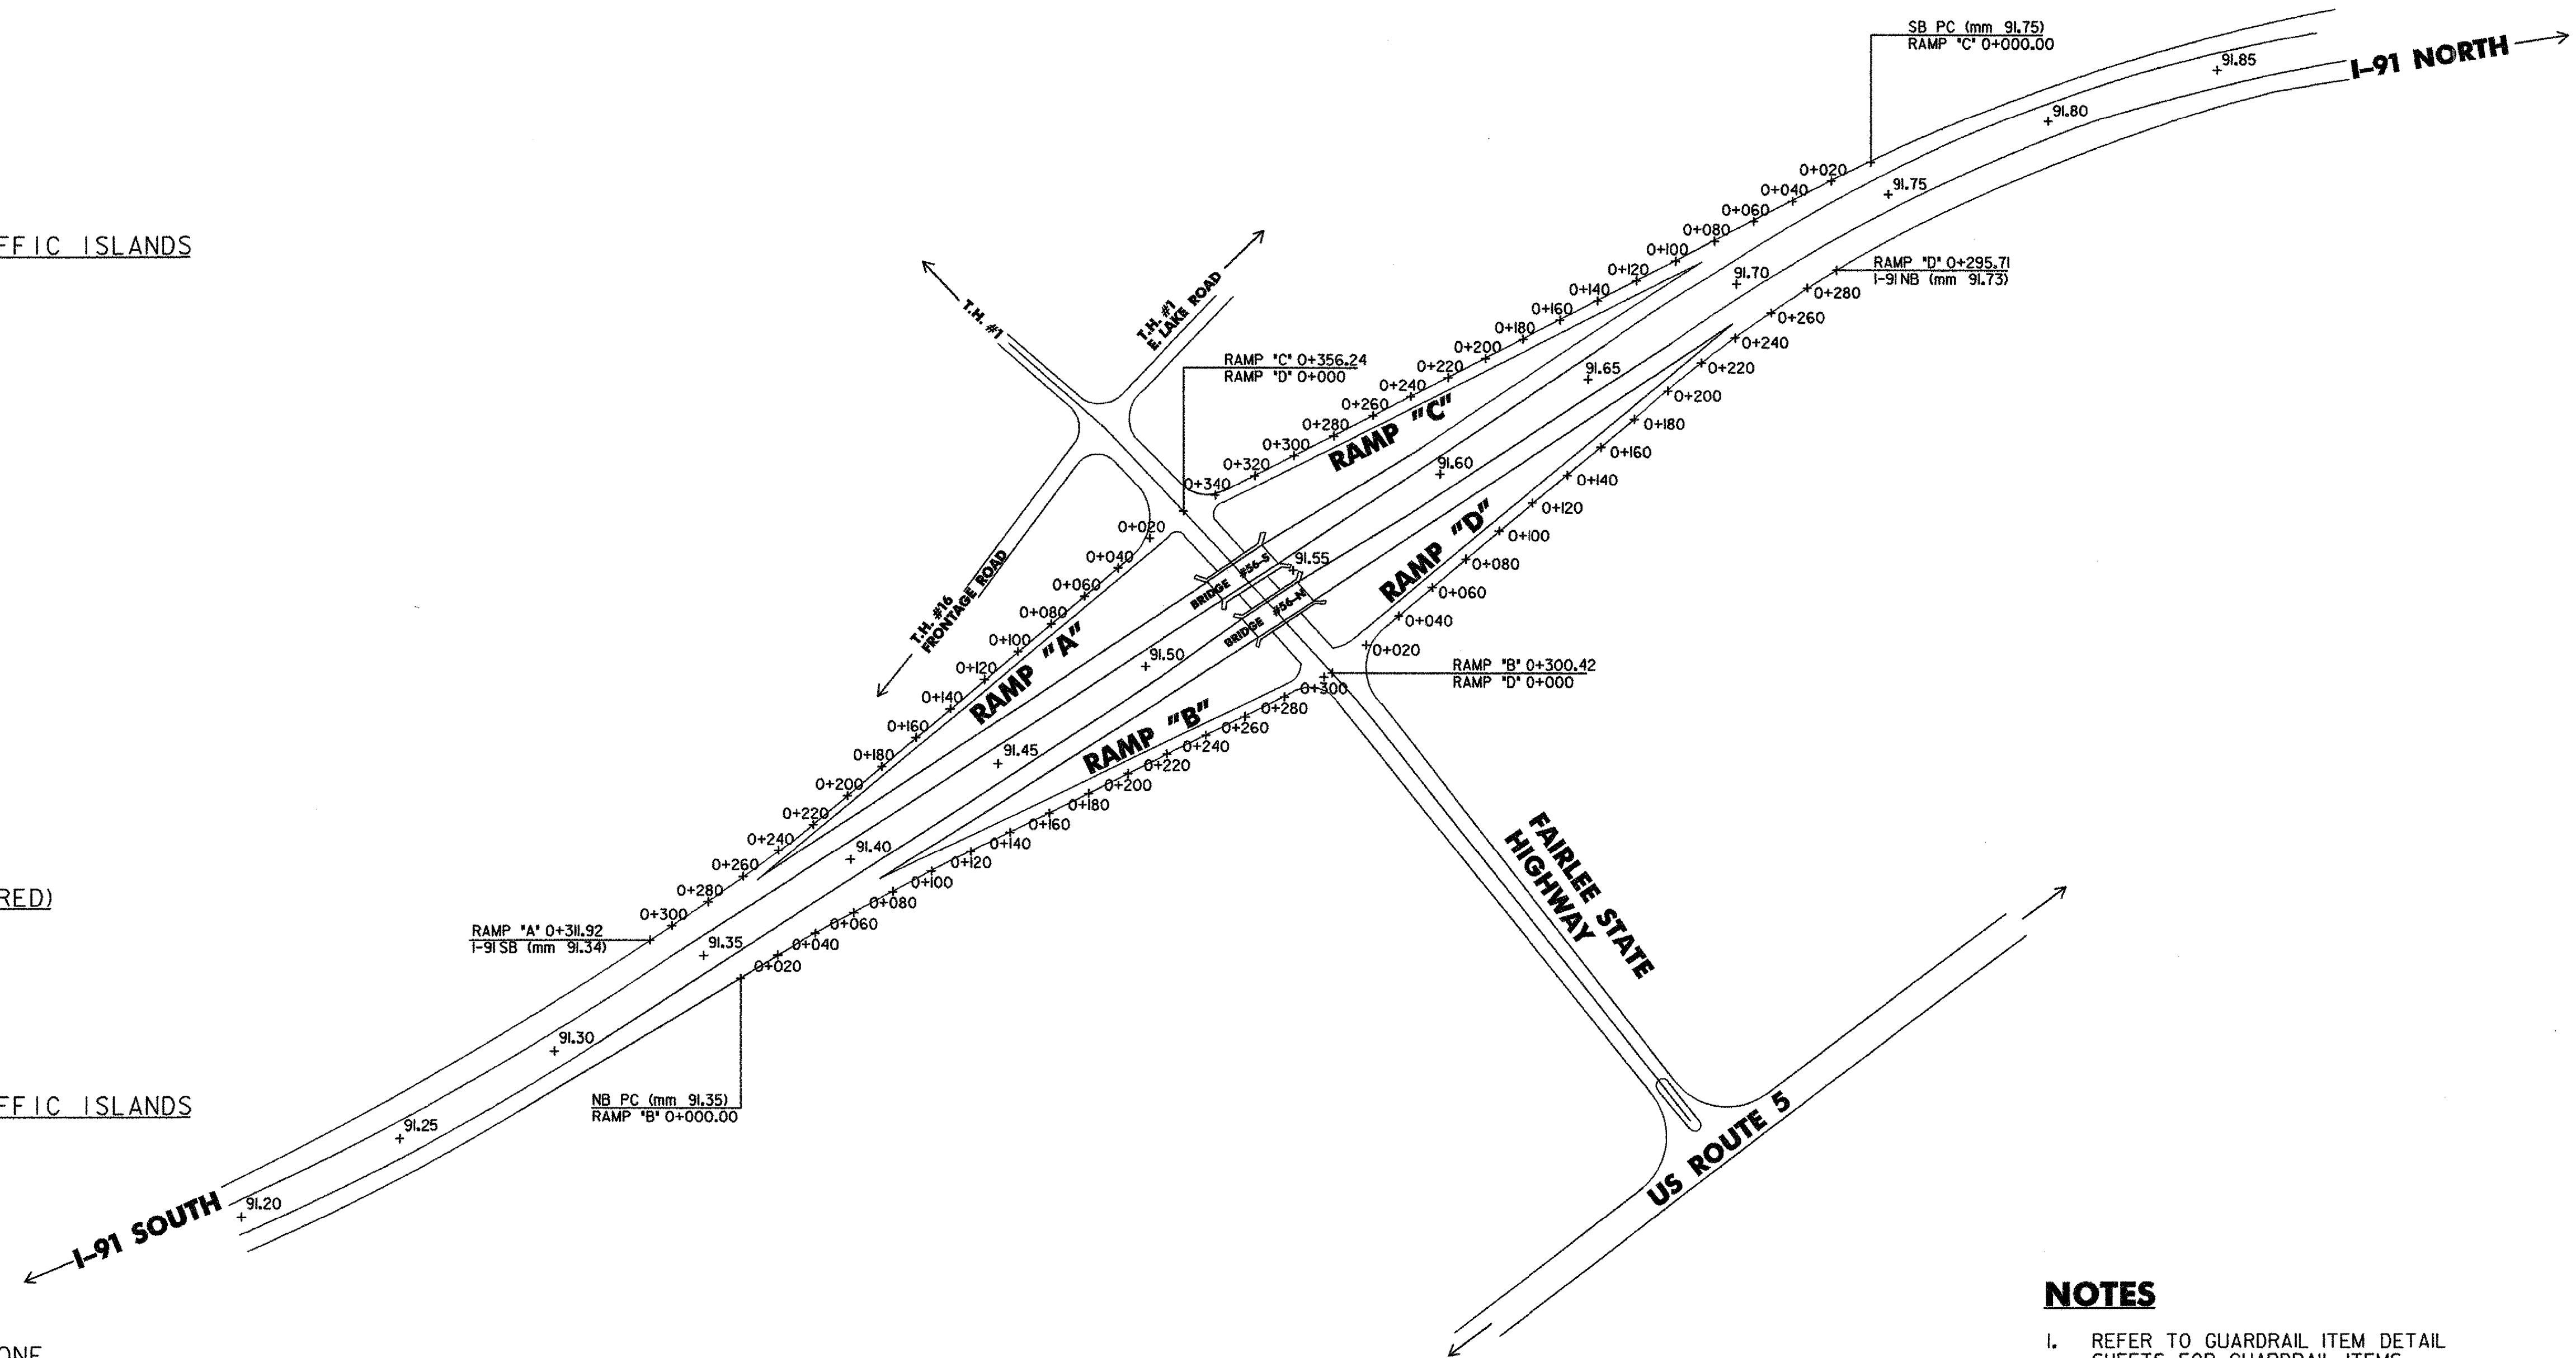 SB PC (mm 91.75)
RAMP "C" 0+000.00
I-91 NORTH
91.85
91.80
91.75
91.70
91.65
91.60
91.55
91.50
91.45
91.40
91.35
91.30
91.25
91.20
I-91 SOUTH
FFIC ISLANDS
0+020
0+040
0+060
0+080
0+100
0+120
0+140
0+160
0+180
0+200
0+220
0+240
0+260
0+280
0+300
0+320
0+340
RAMP "C"
RAMP "D" 0+295.71
I-91 NB (mm 91.73)
0+280
0+260
0+240
0+220
0+200
0+180
0+160
0+140
0+120
0+100
0+080
0+060
0+040
0+020
RAMP "D"
T.H. #1
T.H. #1
E. LAKE ROAD
RAMP "C" 0+356.24
RAMP "D" 0+000
T.H. #16
FRONTAGE ROAD
BRIDGE #56-S
BRIDGE #56-N
0+020
0+040
0+060
0+080
0+100
0+120
0+140
0+160
0+180
0+200
0+220
0+240
0+260
0+280
0+300
RAMP "A"
RAMP "A" 0+311.92
I-91 SB (mm 91.34)
RAMP "B" 0+300.42
RAMP "D" 0+000
0+300
0+280
0+260
0+240
0+220
0+200
0+180
0+160
0+140
0+120
0+100
0+080
0+060
0+040
0+020
RAMP "B"
NB PC (mm 91.35)
RAMP "B" 0+000.00
FAIRLEE STATE
HIGHWAY
US ROUTE 5
RED)
FFIC ISLANDS
ONE
NOTES
1. REFER TO GUARDRAIL ITEM DETAIL
SHEETS FOR GUARDRAIL ITEMS